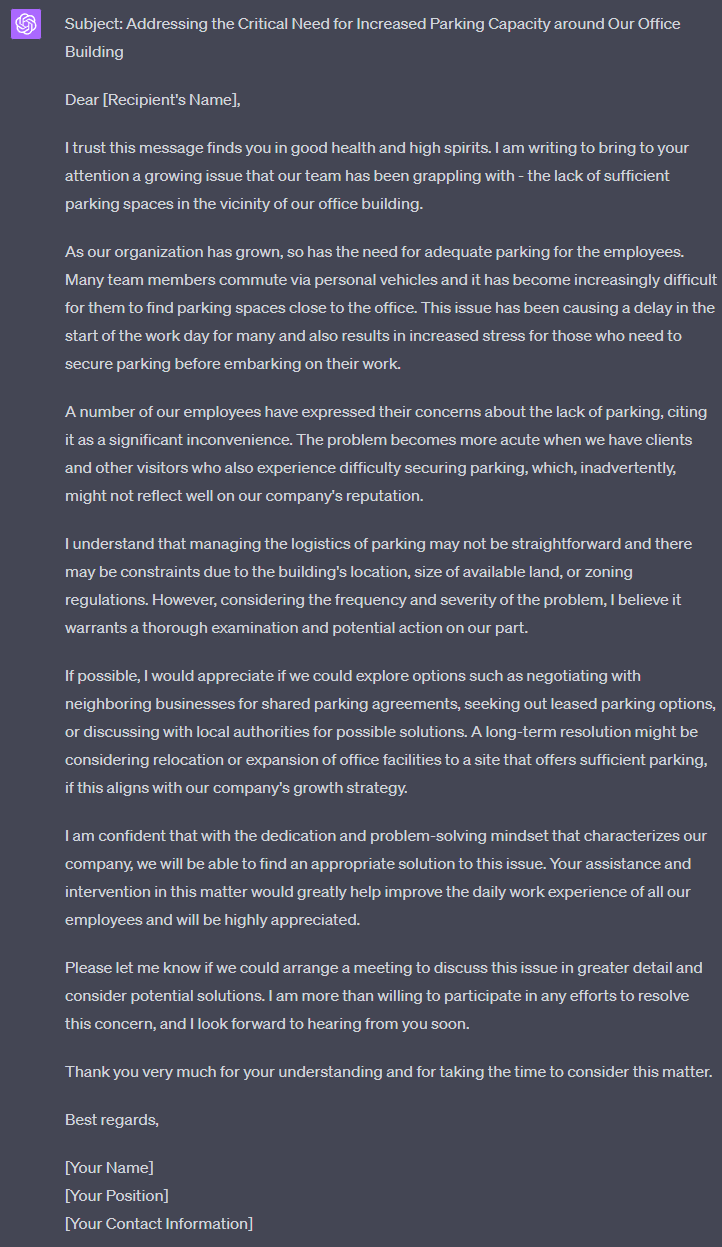 Subject: Addressing the Critical Need for Increased Parking Capacity around Our Office
Building
Dear [Recipient's Name],
I trust this message finds you in good health and high spirits. I am writing to bring to your
attention a growing issue that our team has been grappling with - the lack of sufficient
parking spaces in the vicinity of our office building.
As our organization has grown, so has the need for adequate parking for the employees.
Many team members commute via personal vehicles and it has become increasingly difficult
for them to find parking spaces close to the office. This issue has been causing a delay in the
start of the work day for many and also results in increased stress for those who need to
secure parking before embarking on their work.
A number of our employees have expressed their concerns about the lack of parking, citing
it as a significant inconvenience. The problem becomes more acute when we have clients
and other visitors who also experience difficulty securing parking, which, inadvertently,
might not reflect well on our company's reputation.
I understand that managing the logistics of parking may not be straightforward and there
may be constraints due to the building's location, size of available land, or zoning
regulations. However, considering the frequency and severity of the problem, I believe it
warrants a thorough examination and potential action on our part.
If possible, I would appreciate if we could explore options such as negotiating with
neighboring businesses for shared parking agreements, seeking out leased parking options,
or discussing with local authorities for possible solutions. A long-term resolution might be
considering relocation or expansion of office facilities to a site that offers sufficient parking,
if this aligns with our company's growth strategy.
I am confident that with the dedication and problem-solving mindset that characterizes our
company, we will be able to find an appropriate solution to this issue. Your assistance and
intervention in this matter would greatly help improve the daily work experience of all our
employees and will be highly appreciated.
Please let me know if we could arrange a meeting to discuss this issue in greater detail and
consider potential solutions. I am more than willing to participate in any efforts to resolve
this concern, and I look forward to hearing from you soon.
Thank you very much for your understanding and for taking the time to consider this matter.
Best regards,
[Your Name]
[Your Position]
[Your Contact Information]